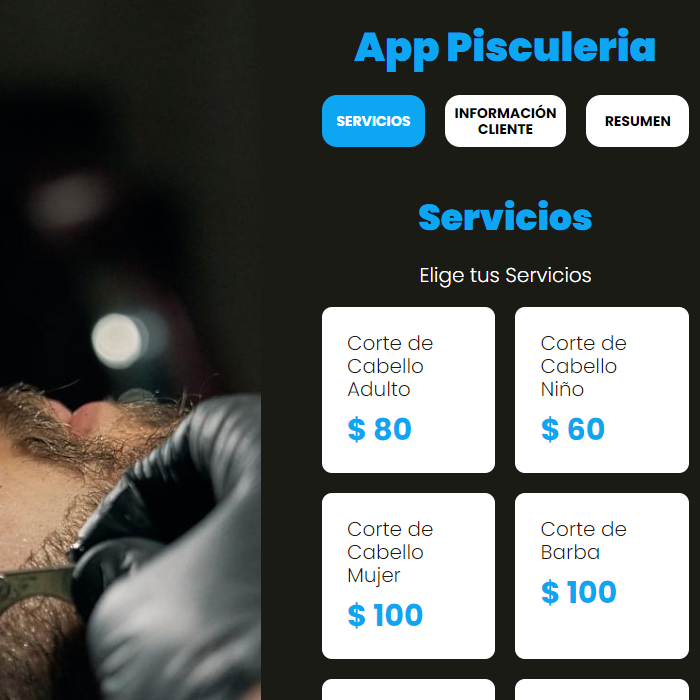 App Pisculeria
SERVICIOS
INFORMACIÓN
CLIENTE
RESUMEN
Servicios
Elige tus Servicios
Corte de
Cabello
Adulto
$ 80
Corte de
Cabello
Niño
$ 60
Corte de
Cabello
Mujer
$ 100
Corte de
Barba
$ 100